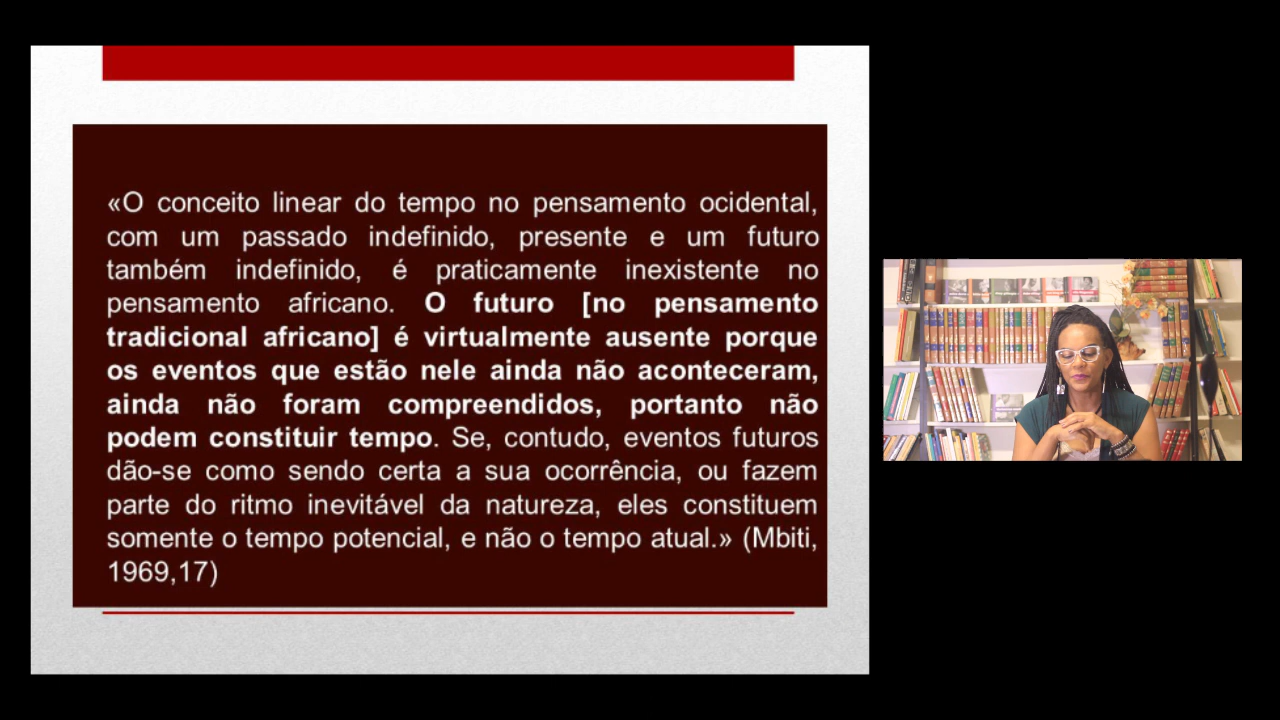 «O conceito linear do tempo no pensamento ocidental,
com um passado indefinido, presente e um futuro
também indefinido, é praticamente inexistente no
pensamento africano. O futuro [no pensamento
tradicional africano] é virtualmente ausente porque
os eventos que estão nele ainda não aconteceram,
ainda não foram compreendidos, portanto não
podem constituir tempo. Se, contudo, eventos futuros
dão-se como sendo certa a sua ocorrência, ou fazem
parte do ritmo inevitável da natureza, eles constituem
somente o tempo potencial, e não o tempo atual.» (Mbiti,
1969,17)